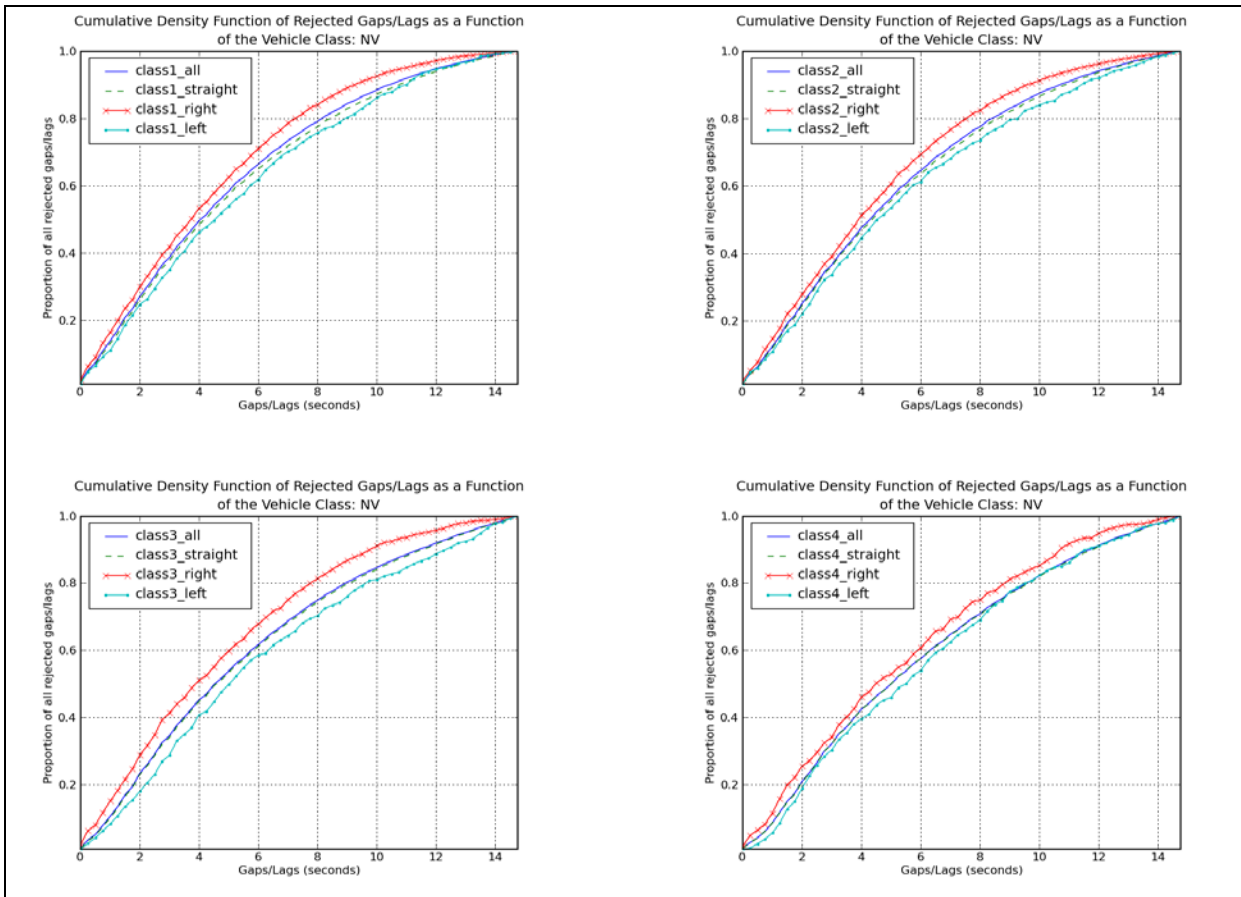 Cumulative Density Function of Rejected Gaps/Lags as a Function
of the Vehicle Class: NV
class1_all
class1_straight
class1_right
class1_left
Proportion of all rejected gaps/lags
1.0
0.8
0.6
0.4
0.2
0 2 4 6 8 10 12 14
Gaps/Lags (seconds)
Cumulative Density Function of Rejected Gaps/Lags as a Function
of the Vehicle Class: NV
class2_all
class2_straight
class2_right
class2_left
Proportion of all rejected gaps/lags
1.0
0.8
0.6
0.4
0.2
0 2 4 6 8 10 12 14
Gaps/Lags (seconds)
Cumulative Density Function of Rejected Gaps/Lags as a Function
of the Vehicle Class: NV
class3_all
class3_straight
class3_right
class3_left
Proportion of all rejected gaps/lags
1.0
0.8
0.6
0.4
0.2
0 2 4 6 8 10 12 14
Gaps/Lags (seconds)
Cumulative Density Function of Rejected Gaps/Lags as a Function
of the Vehicle Class: NV
class4_all
class4_straight
class4_right
class4_left
Proportion of all rejected gaps/lags
1.0
0.8
0.6
0.4
0.2
0 2 4 6 8 10 12 14
Gaps/Lags (seconds)